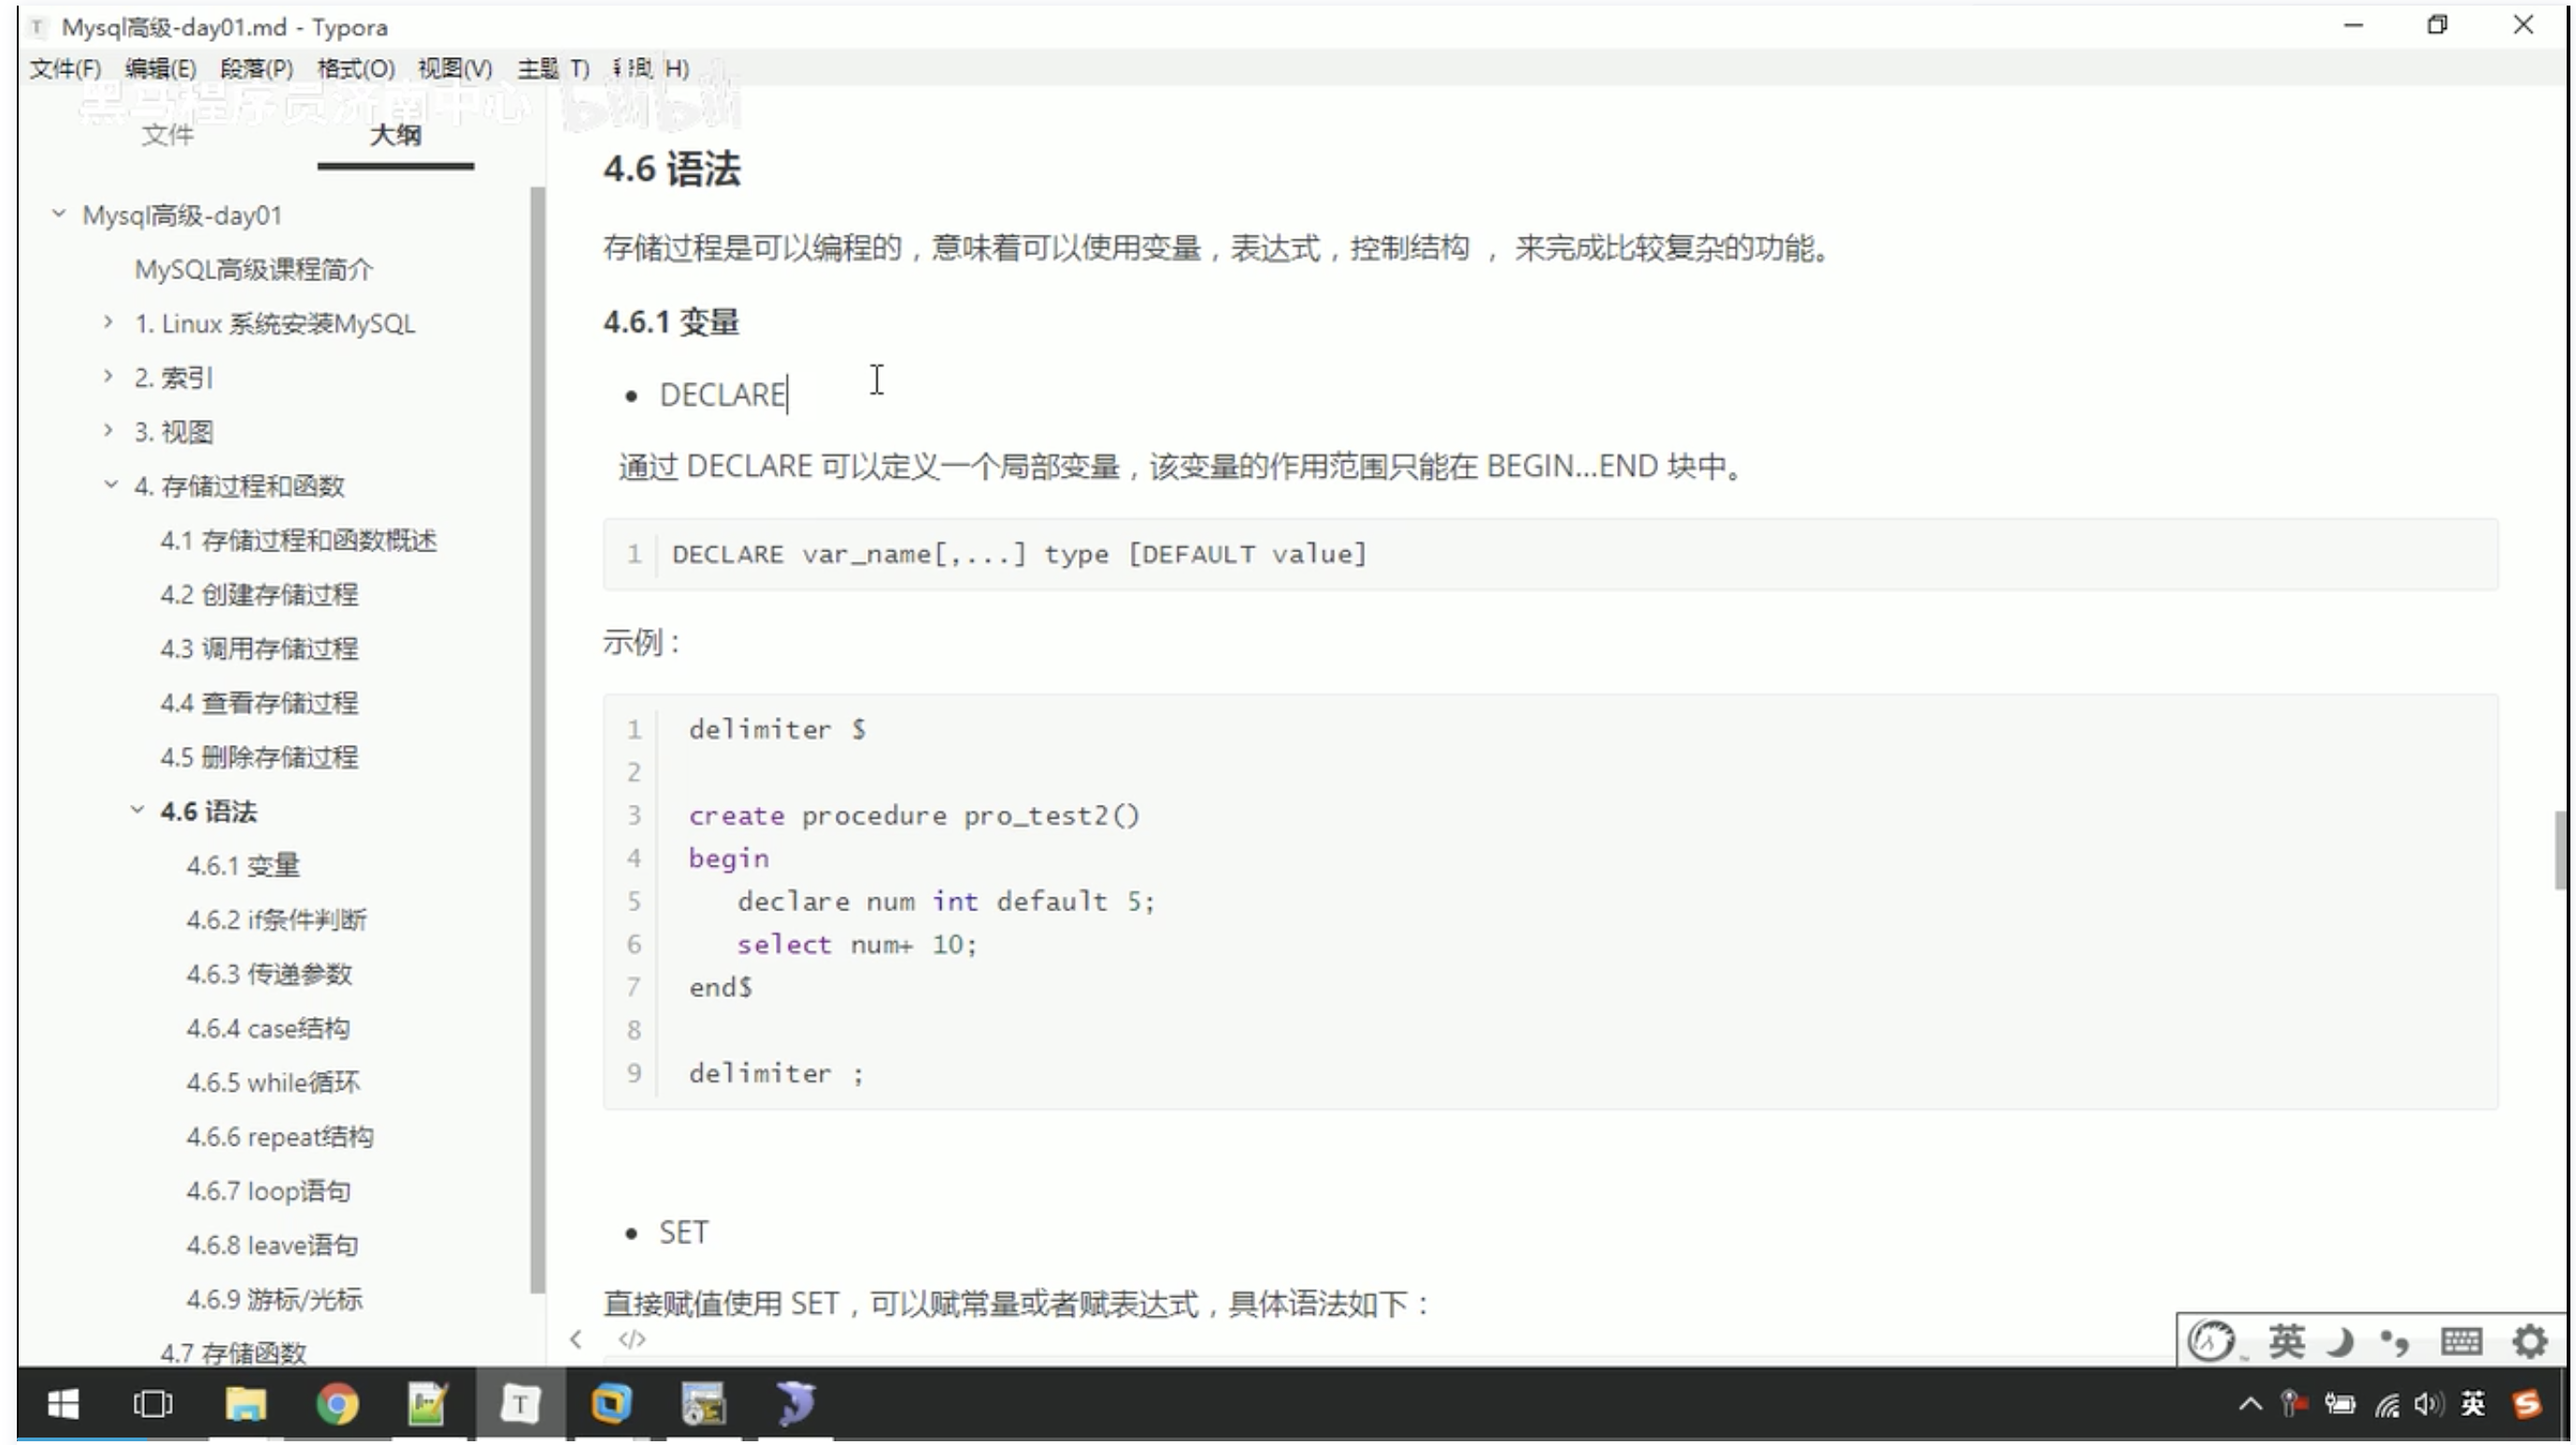 Mysql高级-day01.md - Typora
文件(F) 编辑(E) 段落(P) 格式(O) 视图(V) 主题(T) 帮助(H)
黑马程序员济南中心 bilibili
文件 大纲
Mysql高级-day01
MySQL高级课程简介
1. Linux 系统安装MySQL
2. 索引
3. 视图
4. 存储过程和函数
4.1 存储过程和函数概述
4.2 创建存储过程
4.3 调用存储过程
4.4 查看存储过程
4.5 删除存储过程
4.6 语法
4.6.1 变量
4.6.2 if条件判断
4.6.3 传递参数
4.6.4 case结构
4.6.5 while循环
4.6.6 repeat结构
4.6.7 loop语句
4.6.8 leave语句
4.6.9 游标/光标
4.7 存储函数
4.6 语法
存储过程是可以编程的，意味着可以使用变量，表达式，控制结构 ， 来完成比较复杂的功能。
4.6.1 变量
• DECLARE
通过 DECLARE 可以定义一个局部变量，该变量的作用范围只能在 BEGIN...END 块中。
1 DECLARE var_name[,...] type [DEFAULT value]
示例：
1 delimiter $
2
3 create procedure pro_test2()
4 begin
5 declare num int default 5;
6 select num+ 10;
7 end$
8
9 delimiter ;
• SET
直接赋值使用 SET，可以赋常量或者赋表达式，具体语法如下：
</>
英
英